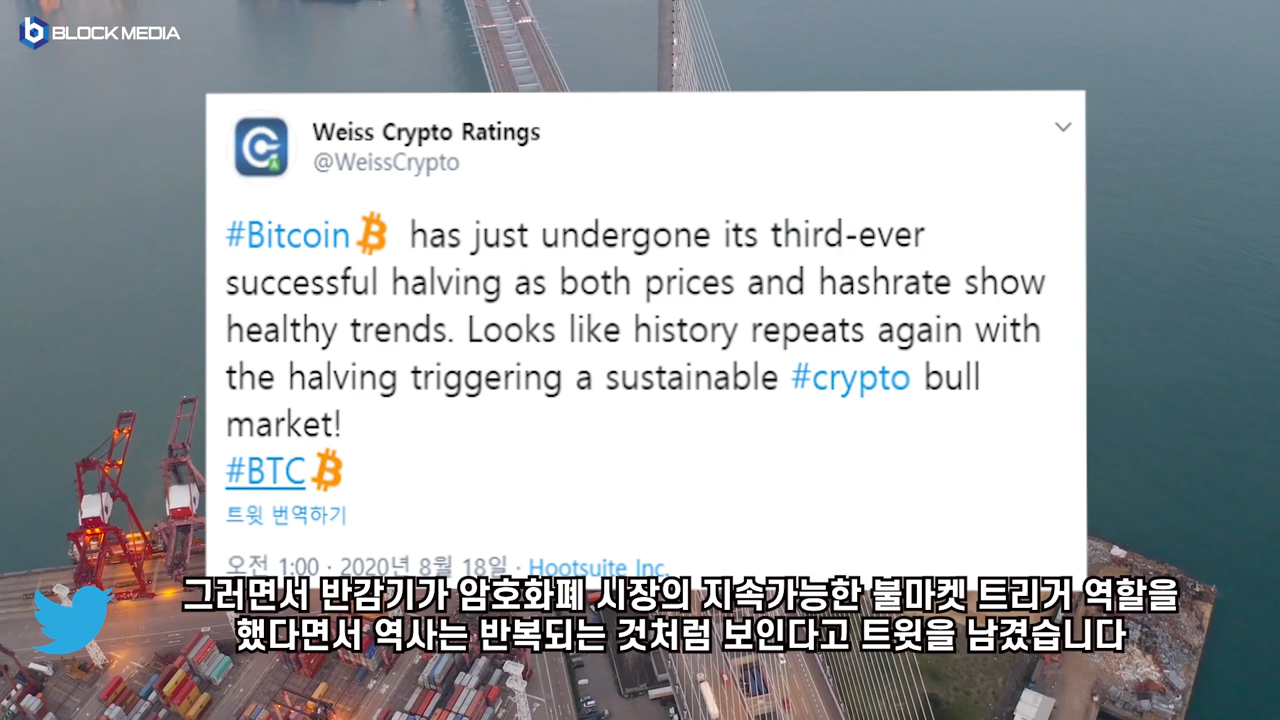 BLOCK MEDIA
Weiss Crypto Ratings
@WeissCrypto
#Bitcoin has just undergone its third-ever
successful halving as both prices and hashrate show
healthy trends. Looks like history repeats again with
the halving triggering a sustainable #crypto bull
market!
#BTC
트윗 번역하기
오전 1:00 · 2020년 8월 18일 · Hootsuite Inc.
그러면서 반감기가 암호화폐 시장의 지속가능한 불마켓 트리거 역할을
했다면서 역사는 반복되는 것처럼 보인다고 트윗을 남겼습니다